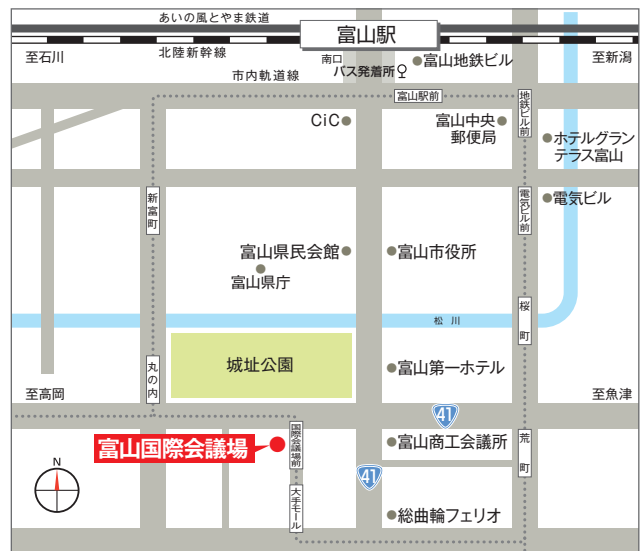 あいの風とやま鉄道
富山駅
至石川
北陸新幹線
南口
バス発着所
富山地鉄ビル
至新潟
市内軌道線
富山駅前
地鉄ビル前
CiC
富山中央
郵便局
ホテルグラン
テラス富山
新富町
電気ビル前
電気ビル
富山県民会館
富山市役所
富山県庁
松川
桜町
丸の内
城址公園
富山第一ホテル
至高岡
至魚津
41
国際会議場前
富山国際会議場
富山商工会議所
荒町
N
41
大手モール
総曲輪フェリオ